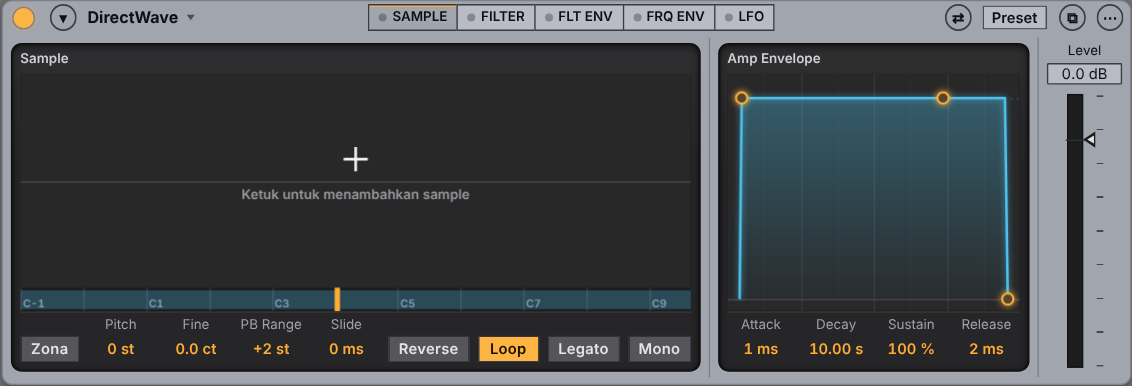 DirectWave
SAMPLE FILTER FLT ENV FRQ ENV LFO
Preset
Sample
Ketuk untuk menambahkan sample
C-1 C1 C3 C5 C7 C9
Pitch Fine PB Range Slide
Zona 0 st 0.0 ct +2 st 0 ms Reverse Loop Legato Mono
Amp Envelope
Attack Decay Sustain Release
1 ms 10.00 s 100 % 2 ms
Level
0.0 dB